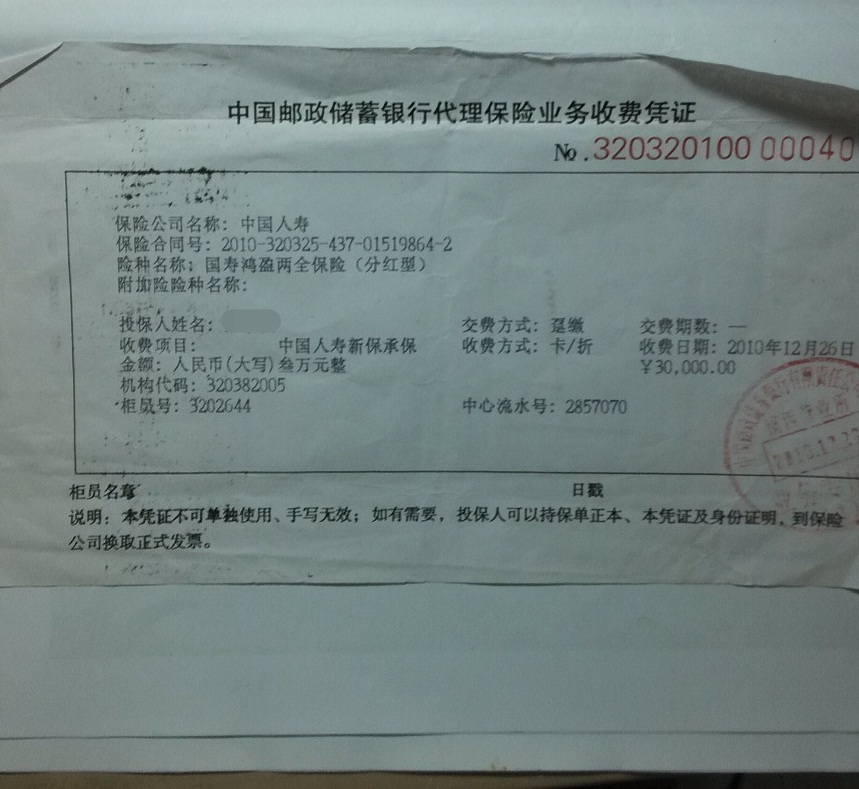 中国邮政储蓄银行代理保险业务收费凭证
No.320320100 00040
保险公司名称：中国人寿
保险合同号：2010-320325-437-01519864-2
险种名称：国寿鸿盈两全保险（分红型）
附加险险种名称：
投保人姓名： 交费方式：趸缴 交费期数：—
收费项目： 中国人寿新保承保 收费方式：卡/折 收费日期：2010年12月26日
金额：人民币(大写)叁万元整 ￥30,000.00
机构代码：320382005
柜员号：3202644 中心流水号：2857070
柜员名章 日戳
说明：本凭证不可单独使用、手写无效；如有需要，投保人可以持保单正本、本凭证及身份证明，到保险
公司换取正式发票。